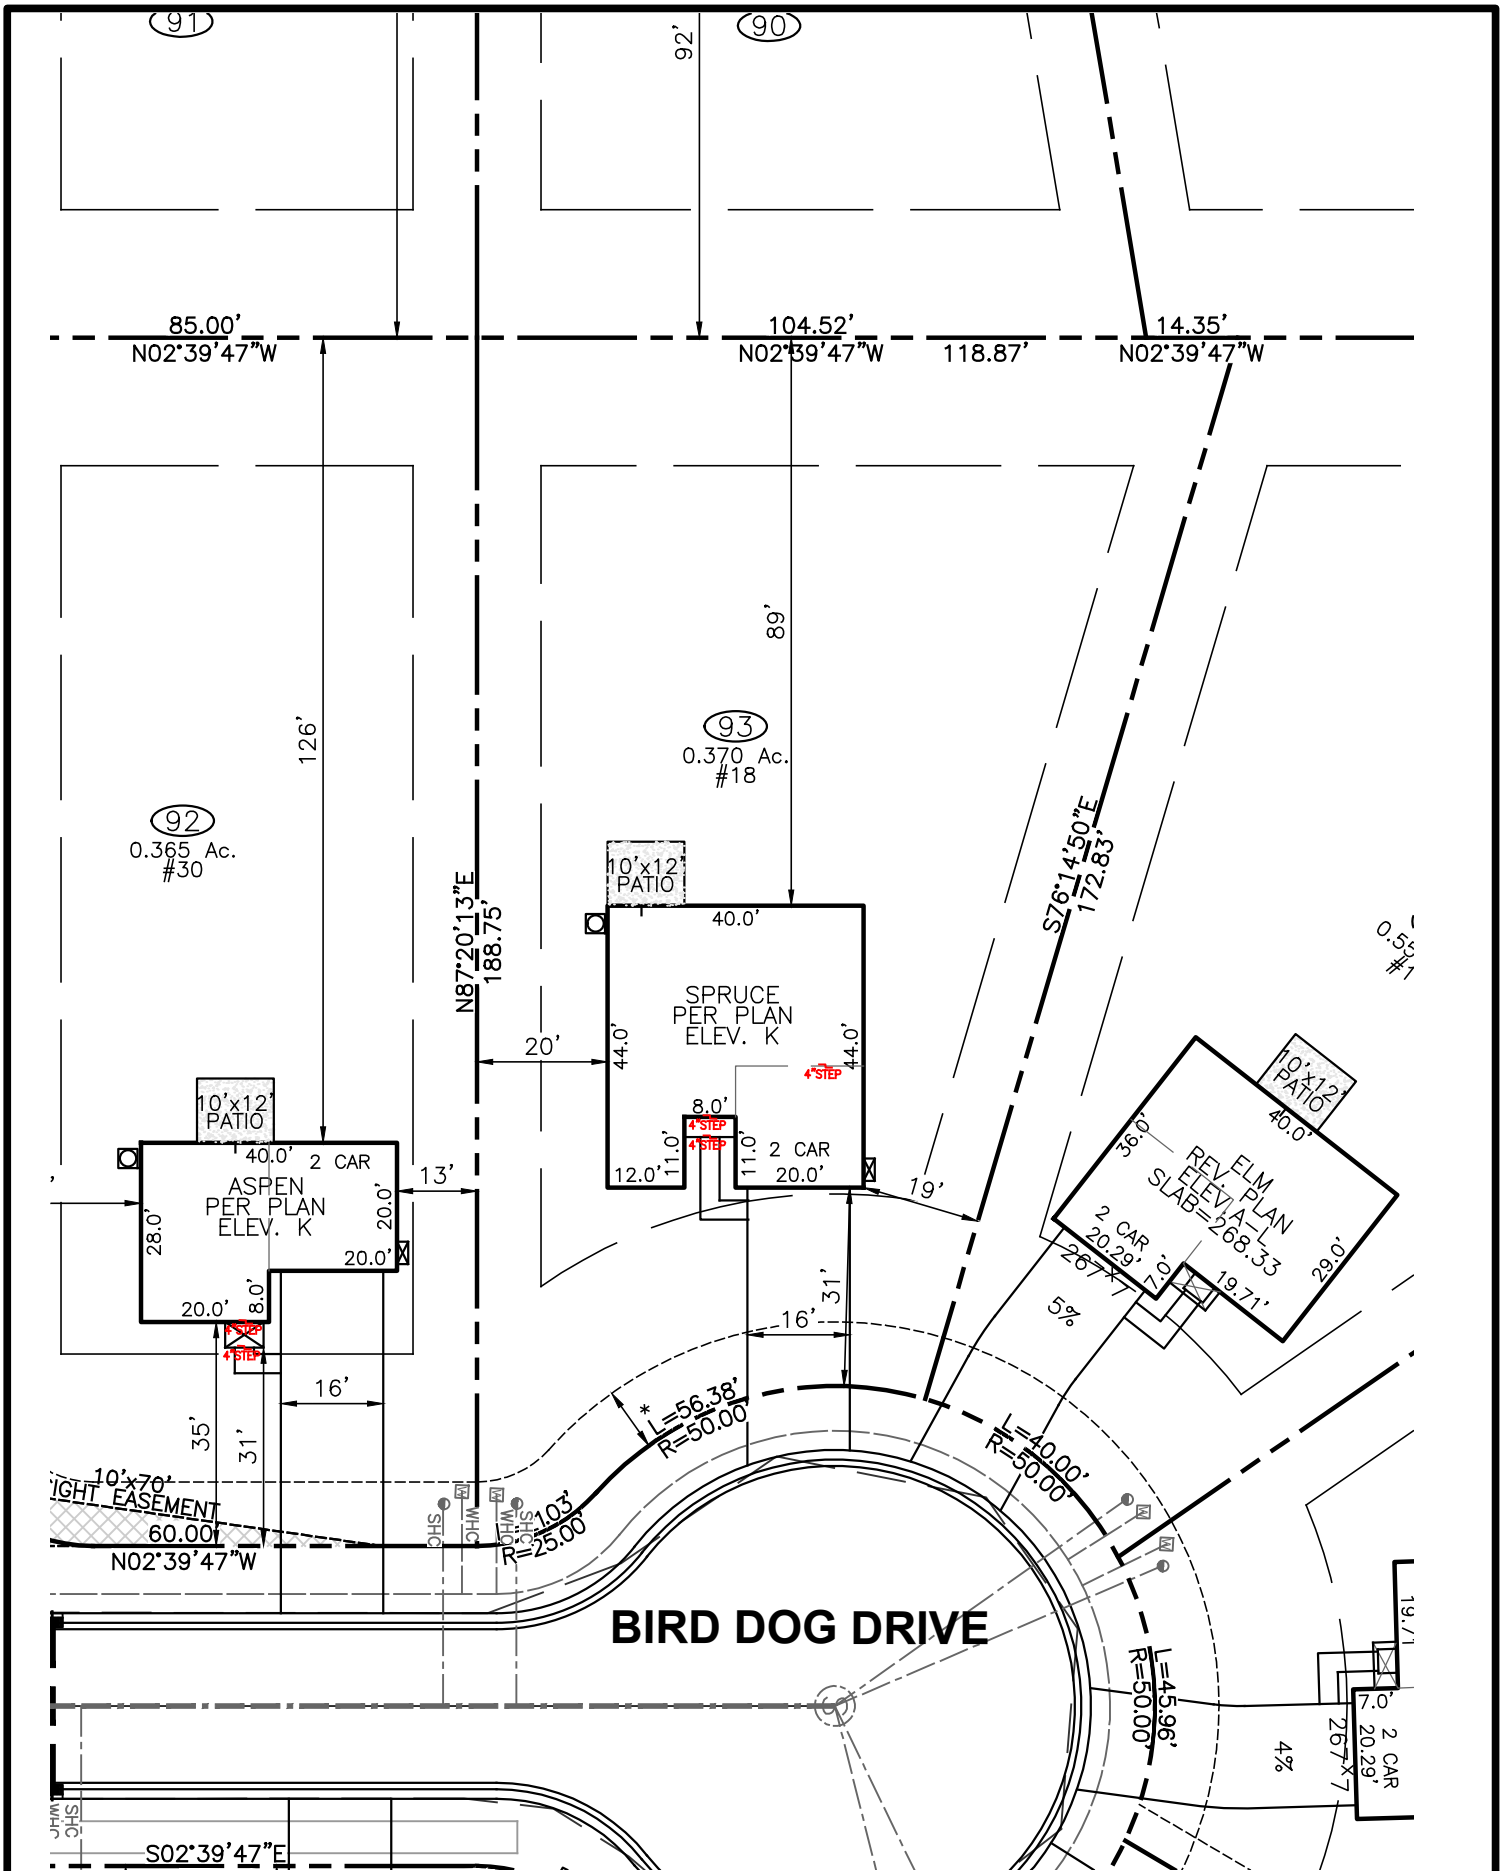 91
90
92'
85.00'
N02°39'47"W
104.52'
N02°39'47"W
118.87'
14.35'
N02°39'47"W
126'
89'
93
0.370 Ac.
#18
92
0.365 Ac.
#30
N87°20'13"E
188.75'
S76°14'50"E
172.83'
0.55
#1
10'x12'
PATIO
40.0'
SPRUCE
PER PLAN
ELEV. K
44.0'
44.0'
4"STEP
8.0'
4"STEP
4"STEP
11.0'
11.0'
12.0'
2 CAR
20.0'
20'
19'
10'x12'
PATIO
40.0'
2 CAR
ASPEN
PER PLAN
ELEV. K
28.0'
20.0'
20.0'
20.0'
8.0'
4"STEP
4"STEP
13'
16'
35'
31'
31'
16'
10'x12'
PATIO
40.0'
36.0'
ELM
REV. PLAN
ELEV. A-L
SLAB=268.33
2 CAR
20.29'
7.0'
19.71'
29.0'
267x7
5%
* L=56.38'
R=50.00
L=40.00'
R=50.00'
10'x70'
IGHT EASEMENT
60.00'
N02°39'47"W
R=25.00'
SHC
WHC
WHC
SHC
W
W
W
W
BIRD DOG DRIVE
L=45.96'
R=50.00'
19.71
7.0'
2 CAR
20.29'
267x7
4%
WHC
SHC
S02°39'47"E